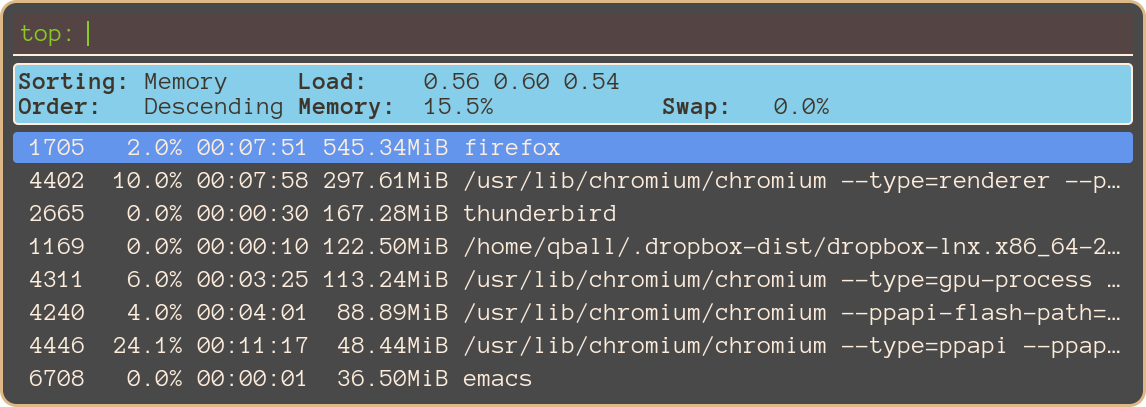 top:
Sorting: Memory Load: 0.56 0.60 0.54
Order: Descending Memory: 15.5% Swap: 0.0%
1705 2.0% 00:07:51 545.34MiB firefox
4402 10.0% 00:07:58 297.61MiB /usr/lib/chromium/chromium --type=renderer --p…
2665 0.0% 00:00:30 167.28MiB thunderbird
1169 0.0% 00:00:10 122.50MiB /home/qball/.dropbox-dist/dropbox-lnx.x86_64-2…
4311 6.0% 00:03:25 113.24MiB /usr/lib/chromium/chromium --type=gpu-process …
4240 4.0% 00:04:01 88.89MiB /usr/lib/chromium/chromium --ppapi-flash-path=…
4446 24.1% 00:11:17 48.44MiB /usr/lib/chromium/chromium --type=ppapi --ppap…
6708 0.0% 00:00:01 36.50MiB emacs